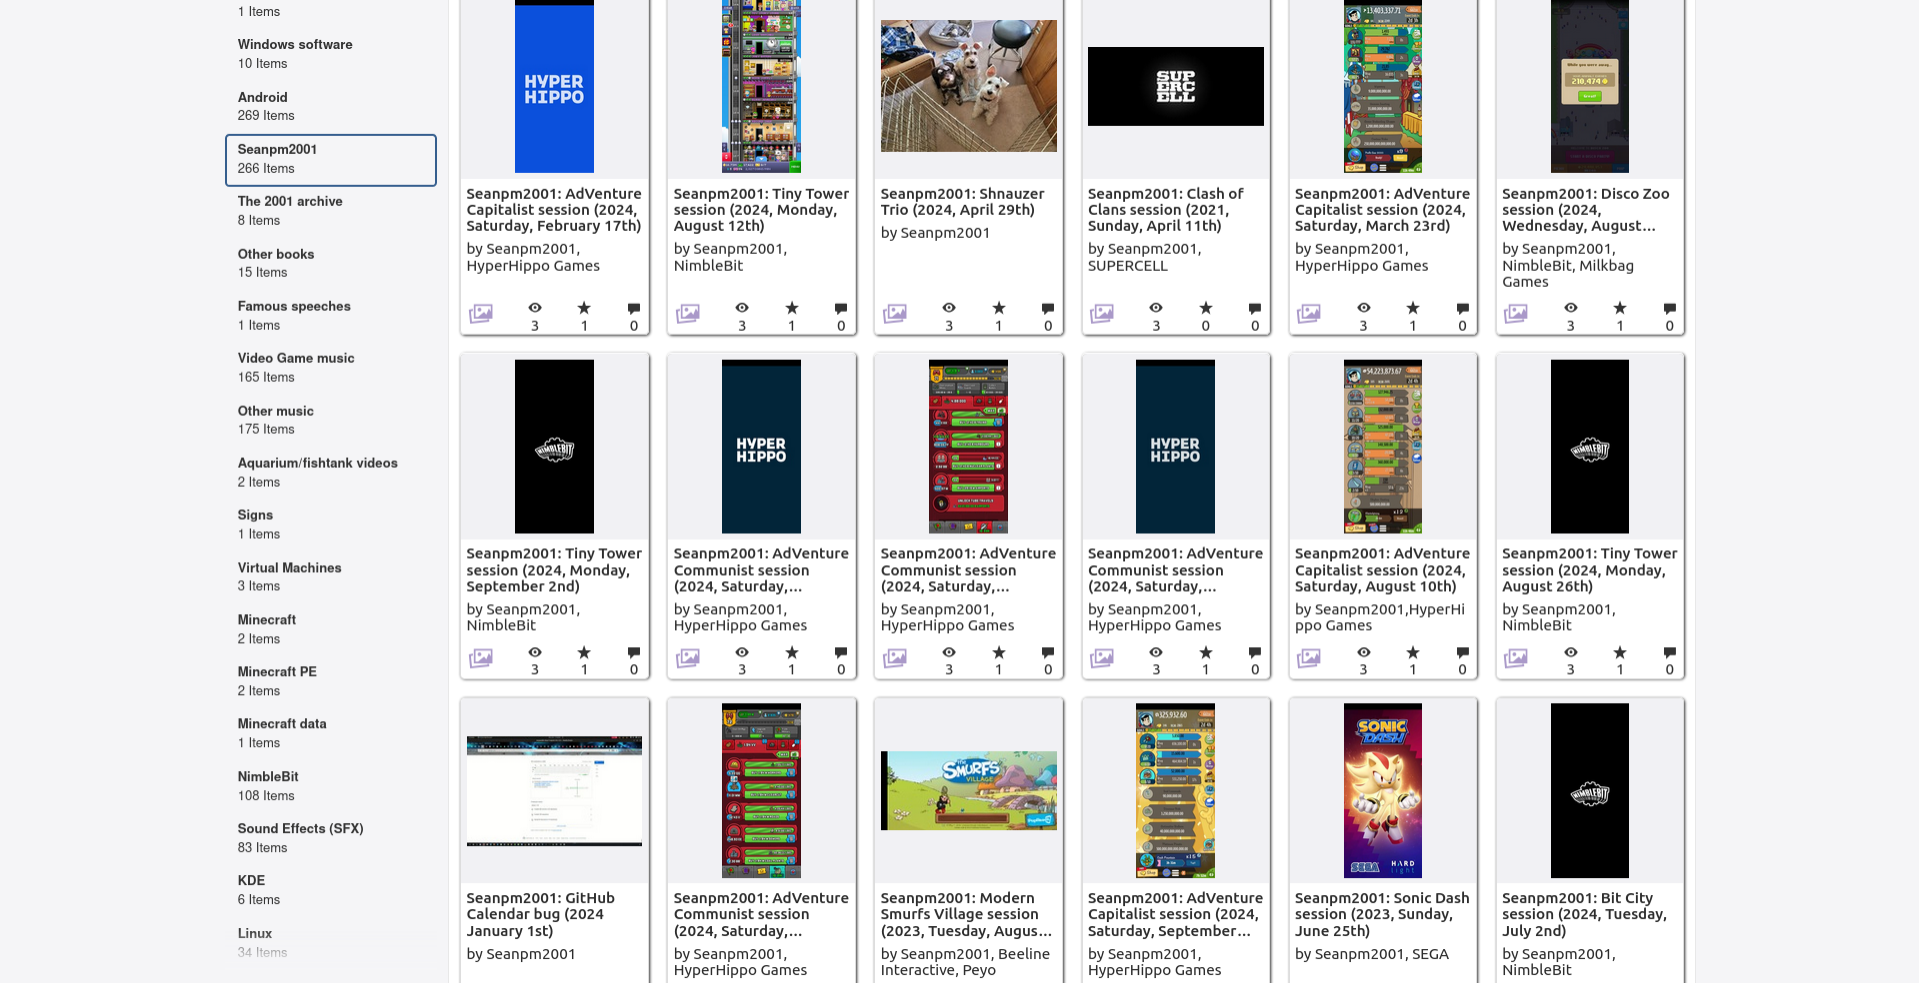 1 Items
Windows software
10 Items
Android
269 Items
Seanpm2001
266 Items
The 2001 archive
8 Items
Other books
15 Items
Famous speeches
1 Items
Video Game music
165 Items
Other music
175 Items
Aquarium/fishtank videos
2 Items
Signs
1 Items
Virtual Machines
3 Items
Minecraft
2 Items
Minecraft PE
2 Items
Minecraft data
1 Items
NimbleBit
108 Items
Sound Effects (SFX)
83 Items
KDE
6 Items
Linux
34 Items
HYPER
HIPPO
Seanpm2001: AdVenture
Capitalist session (2024,
Saturday, February 17th)
by Seanpm2001,
HyperHippo Games
3 1 0
Seanpm2001: Tiny Tower
session (2024, Monday,
August 12th)
by Seanpm2001,
NimbleBit
3 1 0
Seanpm2001: Shnauzer
Trio (2024, April 29th)
by Seanpm2001
3 1 0
SUP
ERC
ELL
Seanpm2001: Clash of
Clans session (2021,
Sunday, April 11th)
by Seanpm2001,
SUPERCELL
3 0 0
13,403,337.71
Seanpm2001: AdVenture
Capitalist session (2024,
Saturday, March 23rd)
by Seanpm2001,
HyperHippo Games
3 1 0
210,474
Seanpm2001: Disco Zoo
session (2024,
Wednesday, August...
by Seanpm2001,
NimbleBit, Milkbag
Games
3 1 0
NIMBLEBIT
Seanpm2001: Tiny Tower
session (2024, Monday,
September 2nd)
by Seanpm2001,
NimbleBit
3 1 0
HYPER
HIPPO
Seanpm2001: AdVenture
Communist session
(2024, Saturday,...
by Seanpm2001,
HyperHippo Games
3 1 0
Seanpm2001: AdVenture
Communist session
(2024, Saturday,...
by Seanpm2001,
HyperHippo Games
3 1 0
HYPER
HIPPO
Seanpm2001: AdVenture
Communist session
(2024, Saturday,...
by Seanpm2001,
HyperHippo Games
3 1 0
54,223,873.67
Seanpm2001: AdVenture
Capitalist session (2024,
Saturday, August 10th)
by Seanpm2001,HyperHi
ppo Games
3 1 0
NIMBLEBIT
Seanpm2001: Tiny Tower
session (2024, Monday,
August 26th)
by Seanpm2001,
NimbleBit
3 1 0
Seanpm2001: GitHub
Calendar bug (2024
January 1st)
by Seanpm2001
Seanpm2001: AdVenture
Communist session
(2024, Saturday,...
by Seanpm2001,
HyperHippo Games
THE
SMURFS
VILLAGE
Seanpm2001: Modern
Smurfs Village session
(2023, Tuesday, Augus...
by Seanpm2001, Beeline
Interactive, Peyo
325,932.60
Seanpm2001: AdVenture
Capitalist session (2024,
Saturday, September...
by Seanpm2001,
HyperHippo Games
SONIC
DASH
SEGA HARD
light
Seanpm2001: Sonic Dash
session (2023, Sunday,
June 25th)
by Seanpm2001, SEGA
NIMBLEBIT
Seanpm2001: Bit City
session (2024, Tuesday,
July 2nd)
by Seanpm2001,
NimbleBit